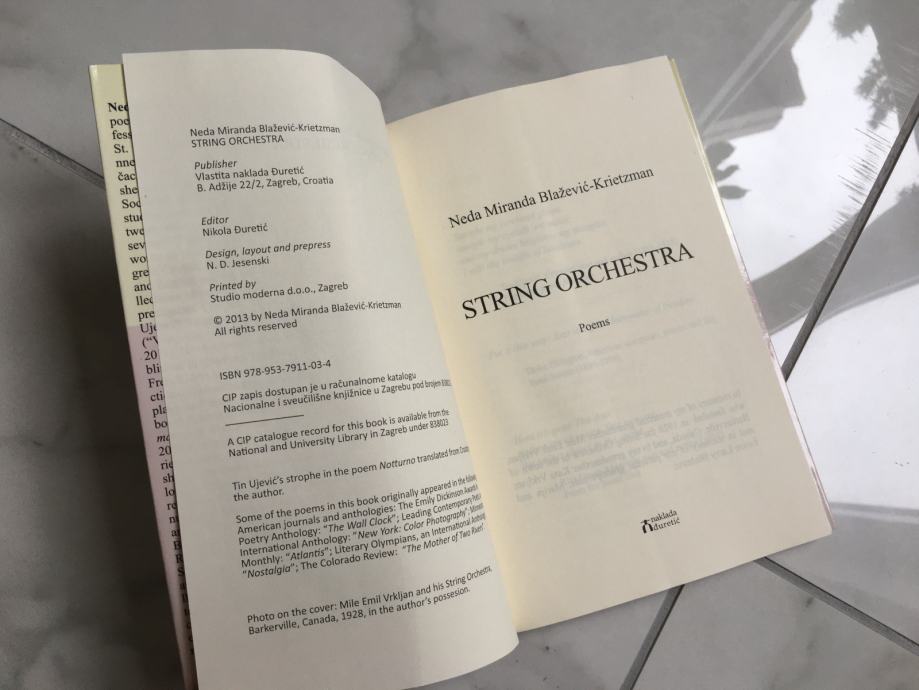 Neda Miranda Blažević-Krietzman
STRING ORCHESTRA
Publisher
Vlastita naklada Đuretić
B. Adžije 22/2, Zagreb, Croatia
Editor
Nikola Đuretić
Design, layout and prepress
N. D. Jesenski
Printed by
Studio moderna d.o.o., Zagreb
© 2013 by Neda Miranda Blažević-Krietzman
All rights reserved
ISBN 978-953-7911-03-4
CIP zapis dostupan je u računalnome katalogu
Nacionalne i sveučilišne knjižnice u Zagrebu pod brojem 838023
A CIP catalogue record for this book is available from the
National and University Library in Zagreb under 838023
Tin Ujević's strophe in the poem Notturno translated from
the author.
Some of the poems in this book originally appeared in the
American journals and anthologies: The Emily Dickinson Award
Poetry Anthology: "The Wall Clock"; Leading Contemporary
International Anthology: "New York: Color Photography";
Monthly: "Atlantis"; Literary Olympians, an International
"Nostalgia"; The Colorado Review: "The Mother of Two Rivers"
Photo on the cover: Mile Emil Vrkljan and his String Orchestra,
Barkerville, Canada, 1928, in the author's possesion.
Neda Miranda Blažević-Krietzman
STRING ORCHESTRA
Poems
naklada
đuretić